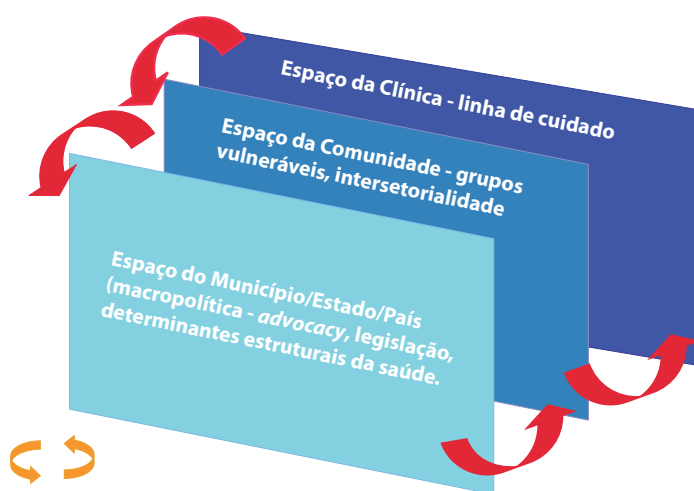 Espaço da Clínica - linha de cuidado
Espaço da Comunidade - grupos
vulneráveis, intersetorialidade
Espaço do Município/Estado/País
(macropolítica - advocacy, legislação,
determinantes estruturais da saúde.